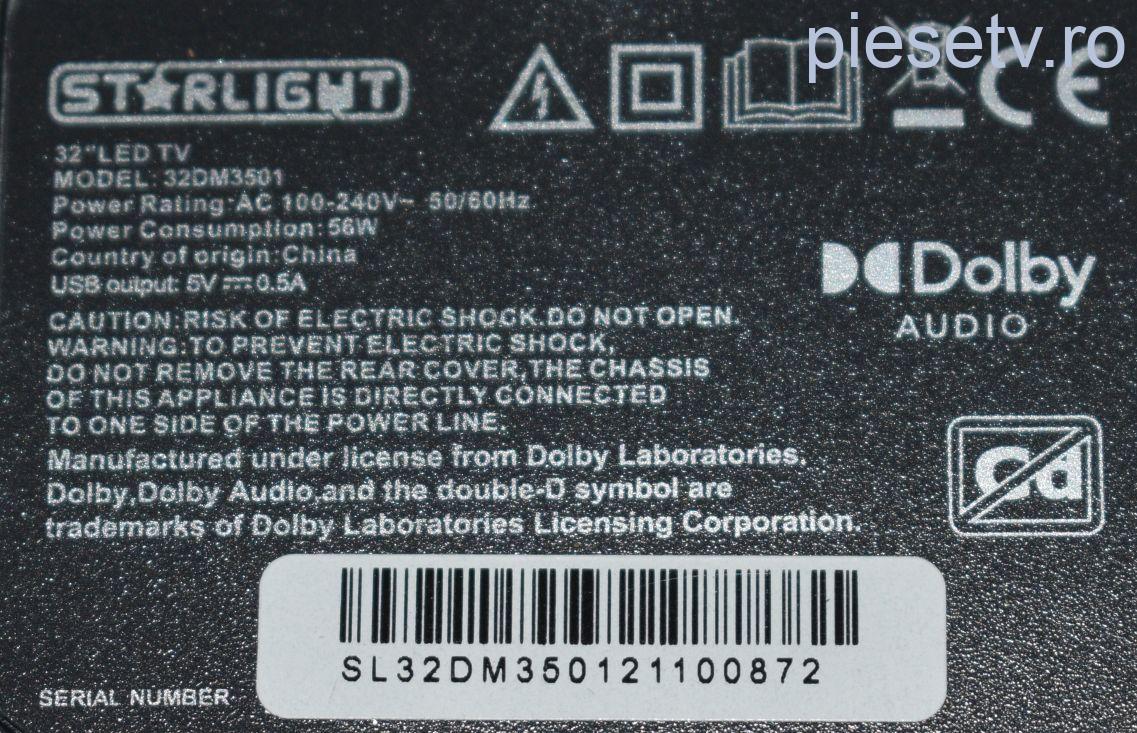 piesetv.ro
STARLIGHT
CE
32"LED TV
MODEL:32DM3501
Power Rating:AC 100-240V~ 50/60Hz
Power Consumption:56W
Country of origin:China
USB output: 5V⎓0.5A
Dolby
AUDIO
CAUTION:RISK OF ELECTRIC SHOCK.DO NOT OPEN.
WARNING:TO PREVENT ELECTRIC SHOCK,
DO NOT REMOVE THE REAR COVER,THE CHASSIS
OF THIS APPLIANCE IS DIRECTLY CONNECTED
TO ONE SIDE OF THE POWER LINE.
Manufactured under license from Dolby Laboratories.
Dolby,Dolby Audio,and the double-D symbol are
trademarks of Dolby Laboratories Licensing Corporation.
Cd
SL32DM350121100872
SERIAL NUMBER